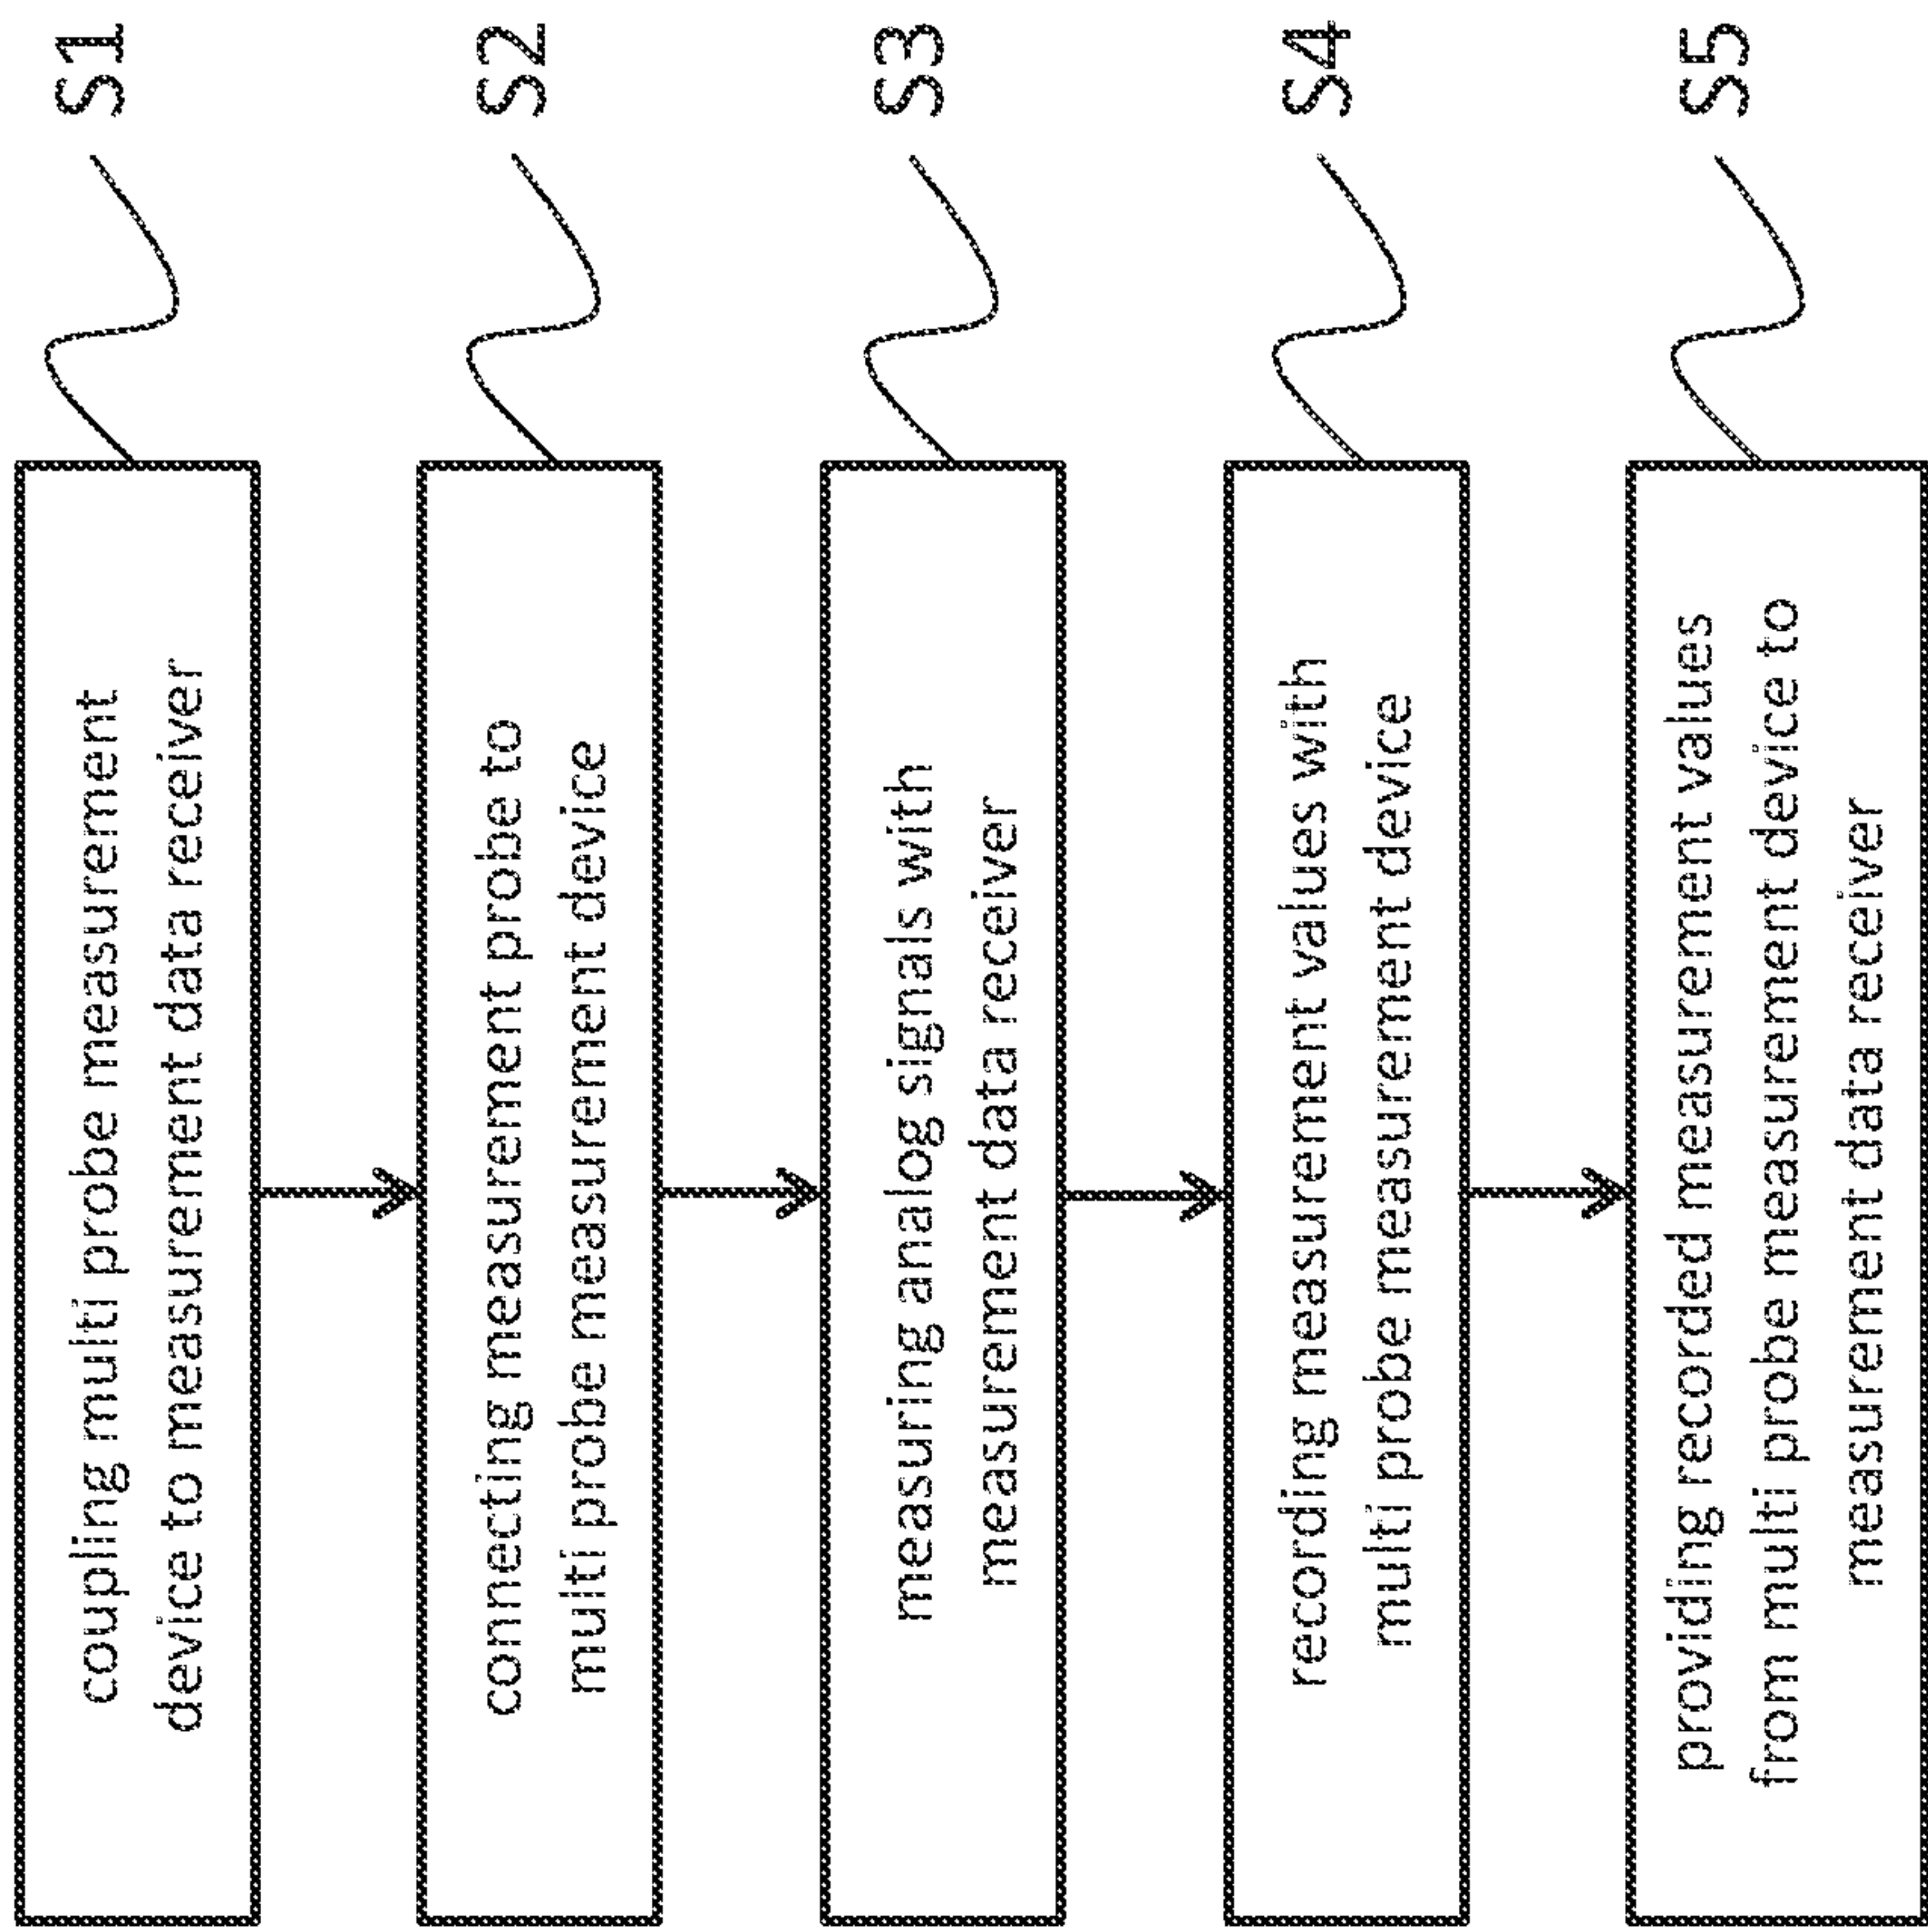 coupling multi probe measurement
device to measurement data receiver
S1
connecting measurement probe to
multi probe measurement device
S2
measuring analog signals with
measurement data receiver
S3
recording measurement values with
multi probe measurement device
S4
providing recorded measurement values
from multi probe measurement device to
measurement data receiver
S5